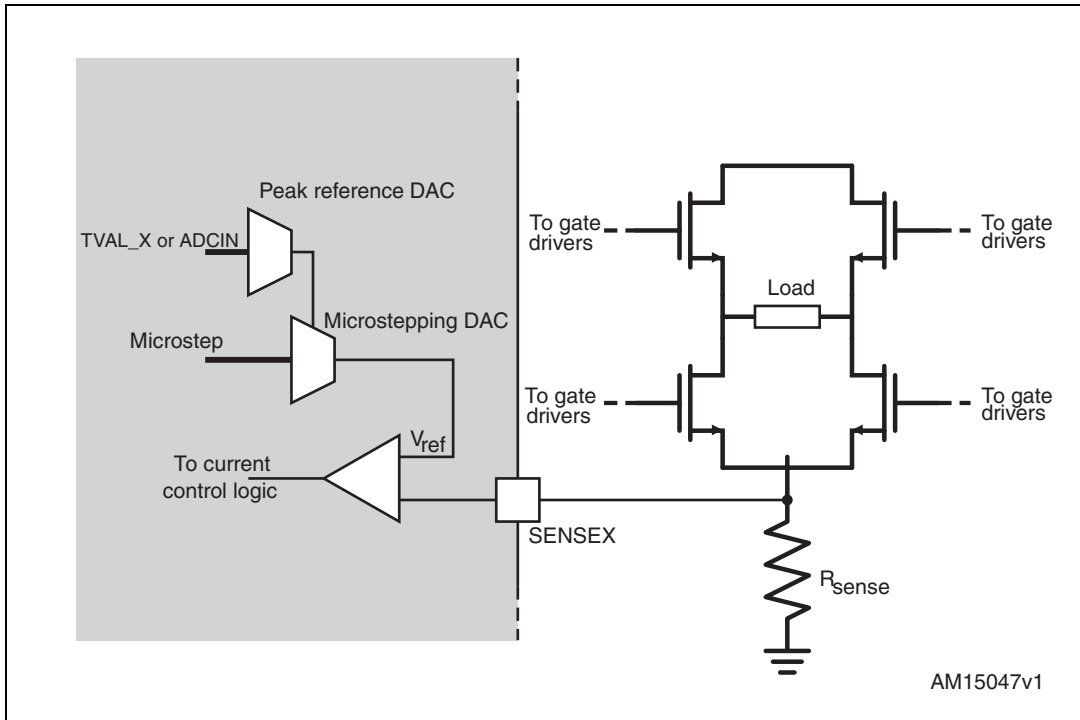 Peak reference DAC
TVAL_X or ADCIN
Microstepping DAC
Microstep
Vref
To current
control logic
SENSEX
To gate
drivers
To gate
drivers
Load
To gate
drivers
To gate
drivers
Rsense
AM15047v1